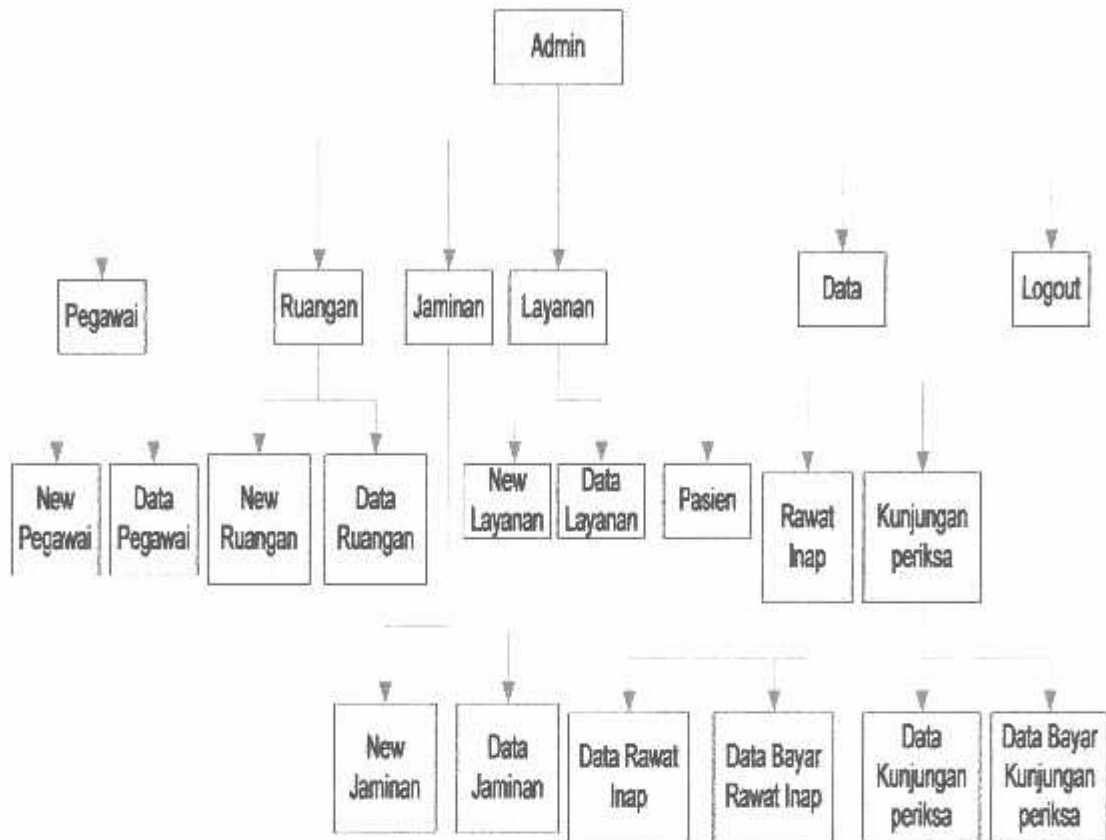 Admin
Pegawai
Ruangan
Jaminan
Layanan
Data
Logout
New
Pegawai
Data
Pegawai
New
Ruangan
Data
Ruangan
New
Layanan
Data
Layanan
Pasien
Rawat
Inap
Kunjungan
periksa
New
Jaminan
Data
Jaminan
Data Rawat
Inap
Data Bayar
Rawat Inap
Data
Kunjungan
periksa
Data Bayar
Kunjungan
periksa